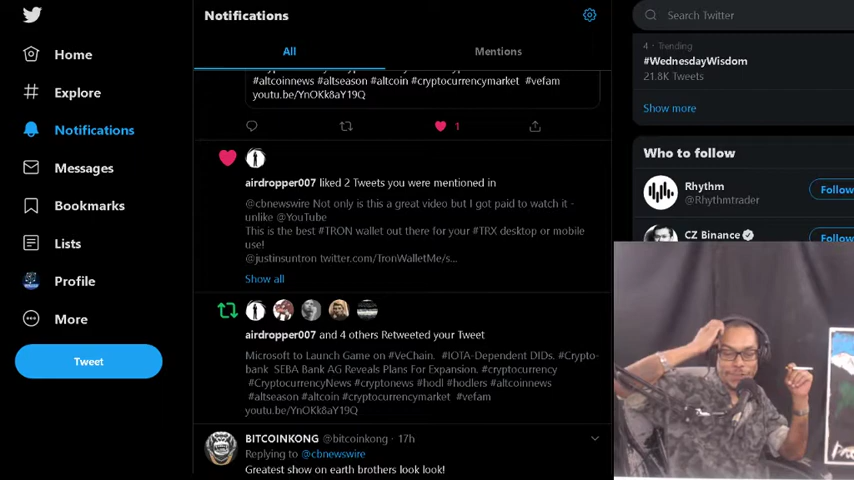 Home
Explore
Notifications
Messages
Bookmarks
Lists
Profile
More
Tweet
Notifications
All
Mentions
#altcoinnews #altseason #altcoin #cryptocurrencymarket #vefam
youtu.be/YnOKk8aY19Q
1
airdropper007 liked 2 Tweets you were mentioned in
@cbnewswire Not only is this a great video but I got paid to watch it -
unlike @YouTube
This is the best #TRON wallet out there for your #TRX desktop or mobile
use!
@justinsuntron twitter.com/TronWalletMe/s...
Show all
airdropper007 and 4 others Retweeted your Tweet
Microsoft to Launch Game on #VeChain. #IOTA-Dependent DIDs. #Crypto-
bank SEBA Bank AG Reveals Plans For Expansion. #cryptocurrency
#CryptocurrencyNews #cryptonews #hodl #hodlers #altcoinnews
#altseason #altcoin #cryptocurrencymarket #vefam
youtu.be/YnOKk8aY19Q
BITCOINKONG @bitcoinkong · 17h
Replying to @cbnewswire
Greatest show on earth brothers look look!
Search Twitter
4 · Trending
#WednesdayWisdom
21.8K Tweets
Show more
Who to follow
Rhythm
@Rhythmtrader
Follow
CZ Binance
Follow